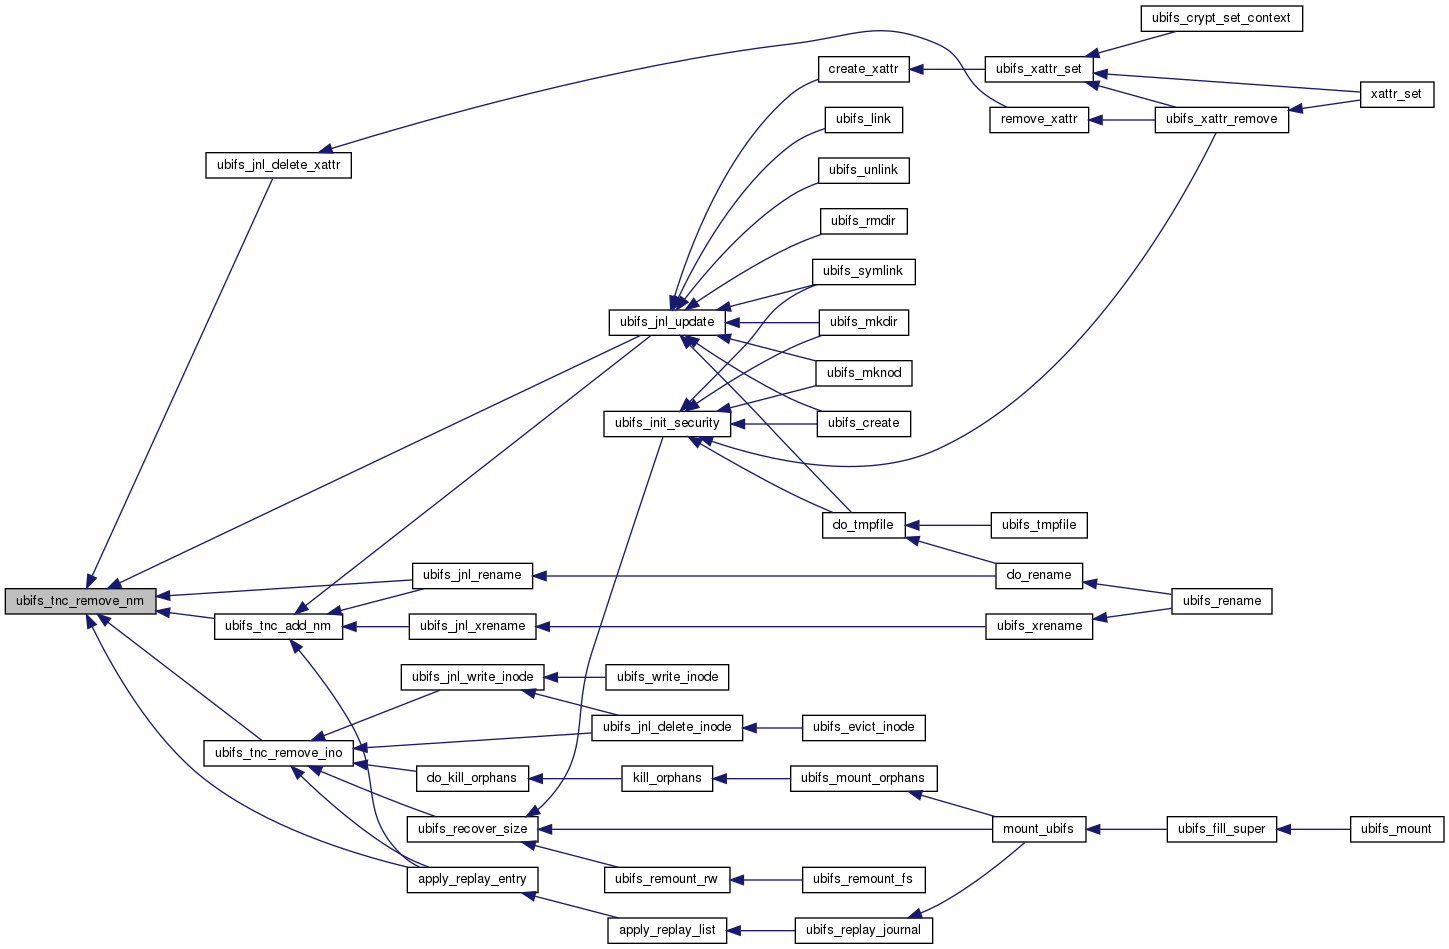 ubifs_crypt_set_context
create_xattr
ubifs_xattr_set
xattr_set
ubifs_link
remove_xattr
ubifs_xattr_remove
ubifs_jnl_delete_xattr
ubifs_unlink
ubifs_rmdir
ubifs_symlink
ubifs_jnl_update
ubifs_mkdir
ubifs_mknod
ubifs_init_security
ubifs_create
do_tmpfile
ubifs_tmpfile
ubifs_jnl_rename
do_rename
ubifs_tnc_remove_nm
ubifs_rename
ubifs_tnc_add_nm
ubifs_jnl_xrename
ubifs_xrename
ubifs_jnl_write_inode
ubifs_write_inode
ubifs_jnl_delete_inode
ubifs_evict_inode
ubifs_tnc_remove_ino
do_kill_orphans
kill_orphans
ubifs_mount_orphans
ubifs_recover_size
mount_ubifs
ubifs_fill_super
ubifs_mount
apply_replay_entry
ubifs_remount_rw
ubifs_remount_fs
apply_replay_list
ubifs_replay_journal